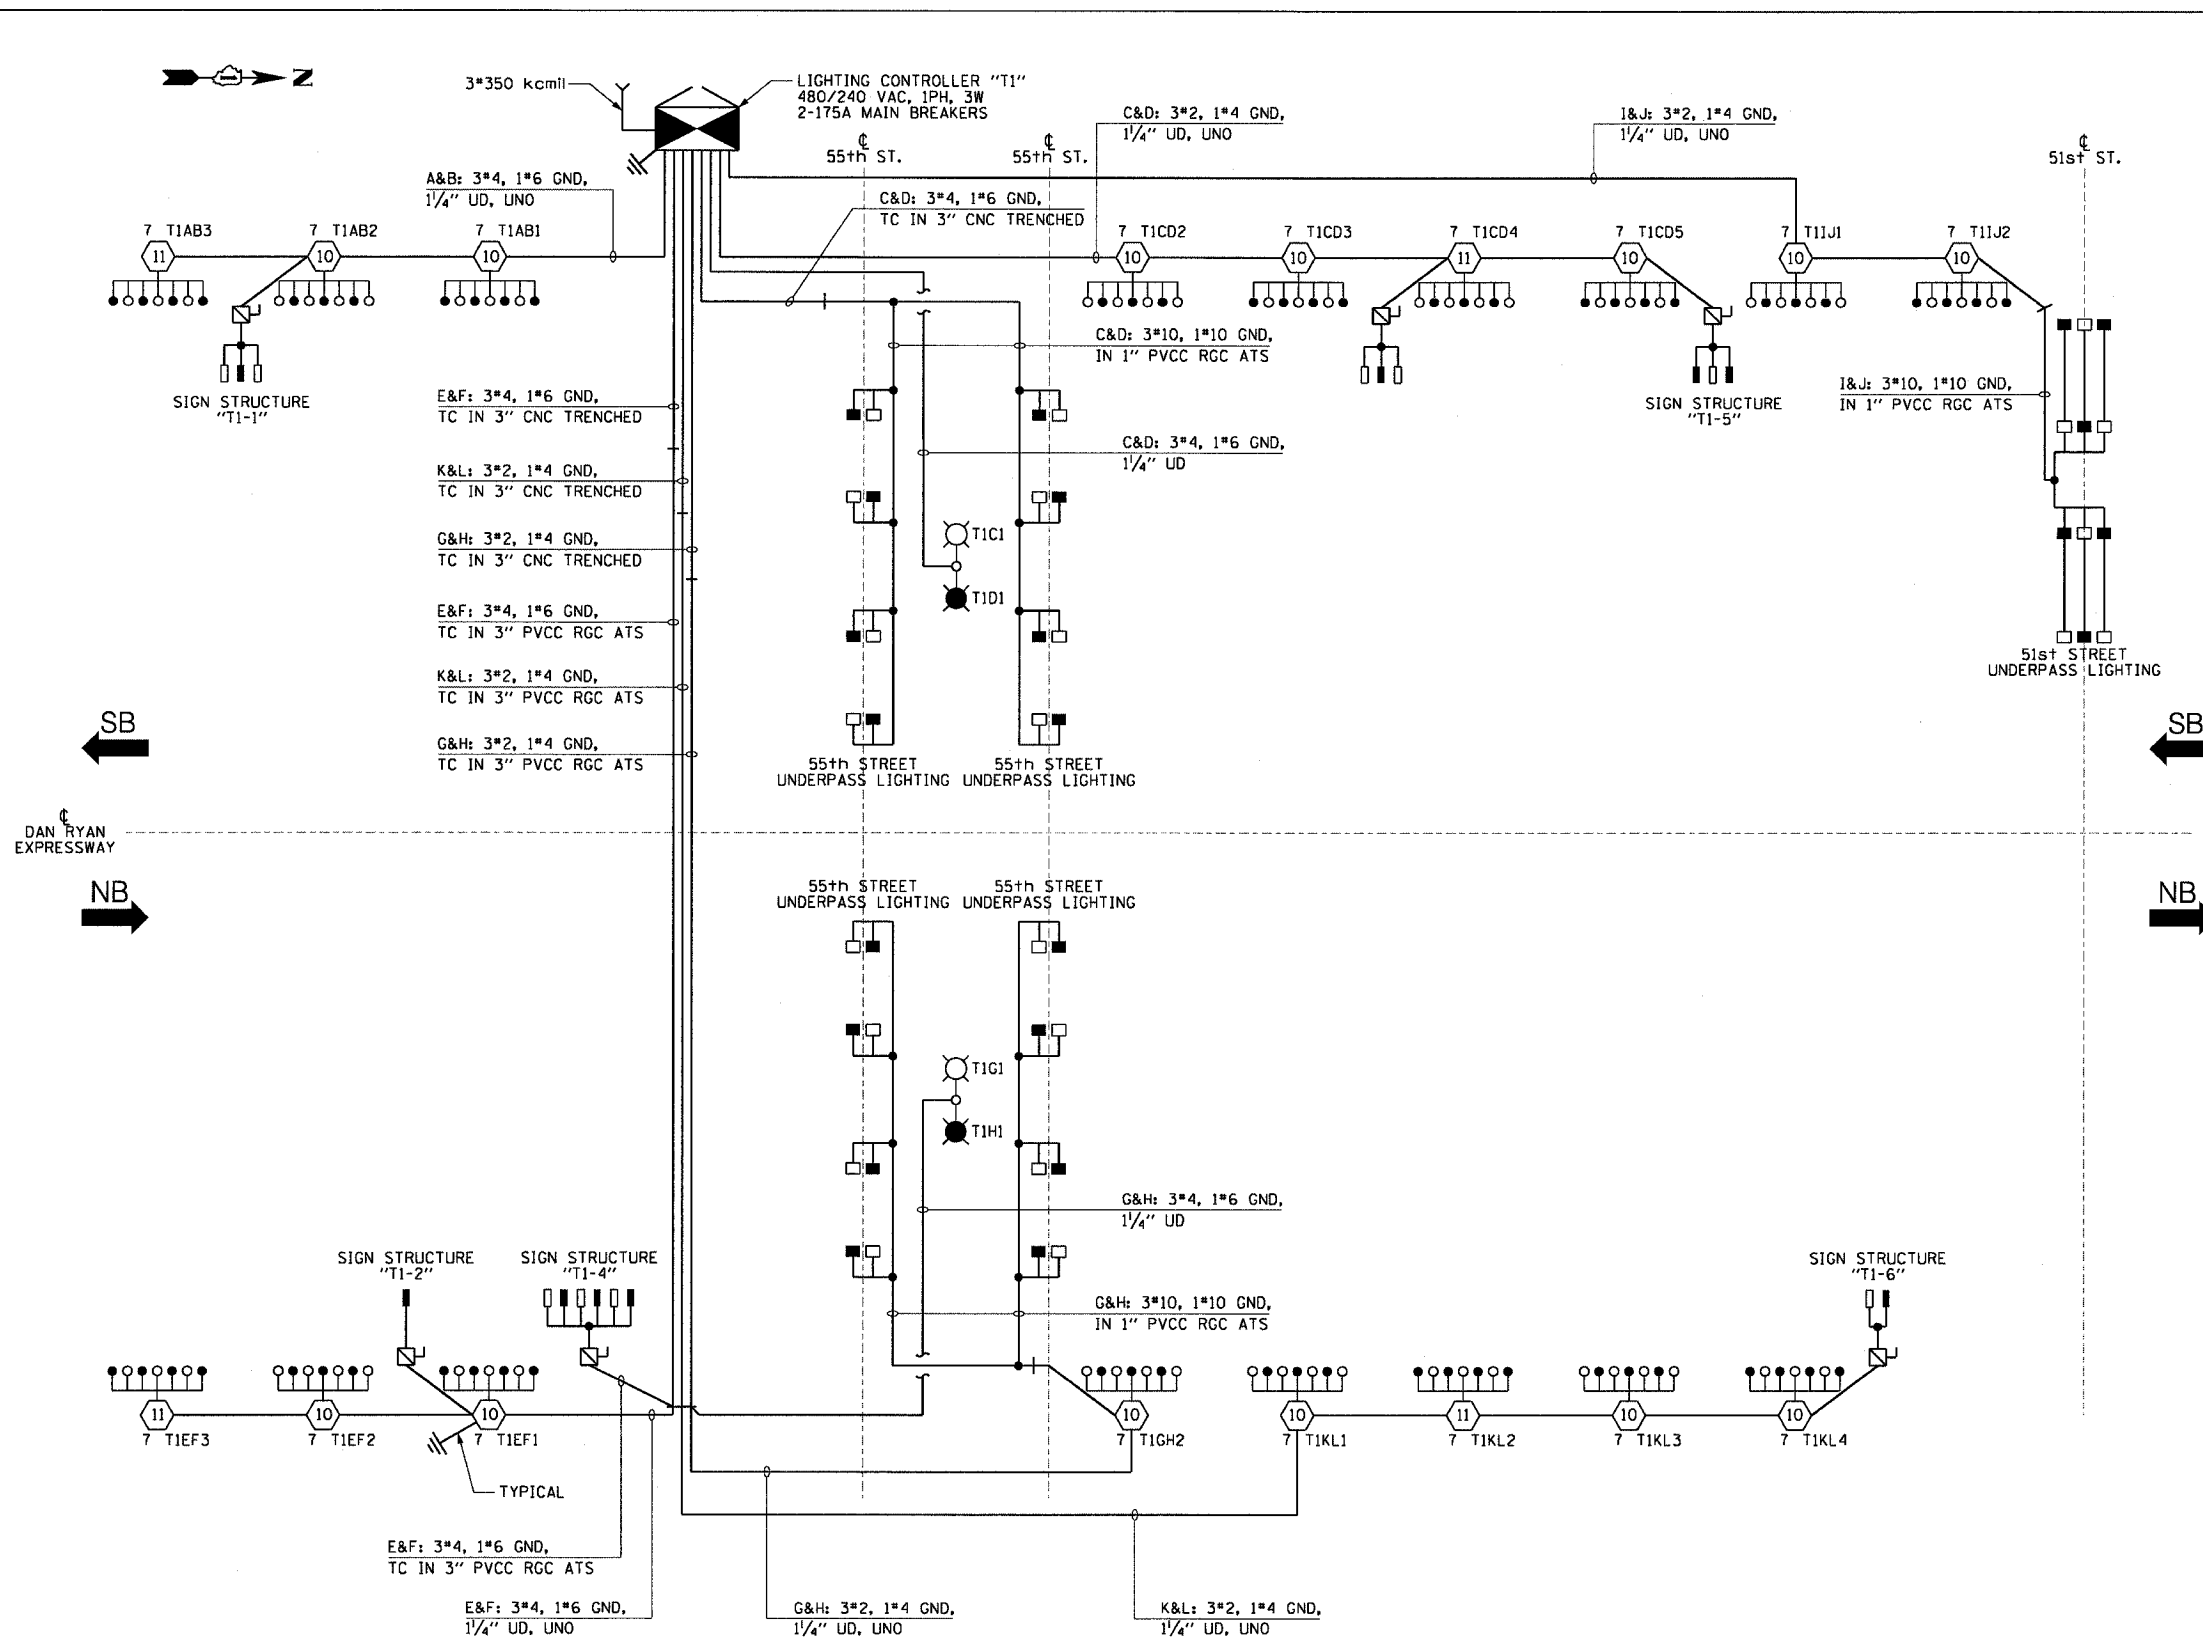 N
3#350 kcmil
LIGHTING CONTROLLER "T1"
480/240 VAC, 1PH, 3W
2-175A MAIN BREAKERS
℄
55th ST.
℄
55th ST.
C&D: 3#2, 1#4 GND,
1¼" UD, UNO
I&J: 3#2, 1#4 GND,
1¼" UD, UNO
℄
51st ST.
A&B: 3#4, 1#6 GND,
1¼" UD, UNO
C&D: 3#4, 1#6 GND,
TC IN 3" CNC TRENCHED
7 T1AB3
7 T1AB2
7 T1AB1
7 T1CD2
7 T1CD3
7 T1CD4
7 T1CD5
7 T1IJ1
7 T1IJ2
11
10
10
10
10
11
10
10
10
C&D: 3#10, 1#10 GND,
IN 1" PVCC RGC ATS
SIGN STRUCTURE
"T1-1"
E&F: 3#4, 1#6 GND,
TC IN 3" CNC TRENCHED
SIGN STRUCTURE
"T1-5"
I&J: 3#10, 1#10 GND,
IN 1" PVCC RGC ATS
C&D: 3#4, 1#6 GND,
1¼" UD
K&L: 3#2, 1#4 GND,
TC IN 3" CNC TRENCHED
G&H: 3#2, 1#4 GND,
TC IN 3" CNC TRENCHED
T1C1
T1D1
E&F: 3#4, 1#6 GND,
TC IN 3" PVCC RGC ATS
K&L: 3#2, 1#4 GND,
TC IN 3" PVCC RGC ATS
51st STREET
UNDERPASS LIGHTING
SB
SB
G&H: 3#2, 1#4 GND,
TC IN 3" PVCC RGC ATS
55th STREET
UNDERPASS LIGHTING
55th STREET
UNDERPASS LIGHTING
℄
DAN RYAN
EXPRESSWAY
NB
NB
55th STREET
UNDERPASS LIGHTING
55th STREET
UNDERPASS LIGHTING
T1G1
T1H1
G&H: 3#4, 1#6 GND,
1¼" UD
SIGN STRUCTURE
"T1-2"
SIGN STRUCTURE
"T1-4"
SIGN STRUCTURE
"T1-6"
G&H: 3#10, 1#10 GND,
IN 1" PVCC RGC ATS
11
10
10
10
10
11
10
10
7 T1EF3
7 T1EF2
7 T1EF1
7 T1GH2
7 T1KL1
7 T1KL2
7 T1KL3
7 T1KL4
TYPICAL
E&F: 3#4, 1#6 GND,
TC IN 3" PVCC RGC ATS
E&F: 3#4, 1#6 GND,
1¼" UD, UNO
G&H: 3#2, 1#4 GND,
1¼" UD, UNO
K&L: 3#2, 1#4 GND,
1¼" UD, UNO